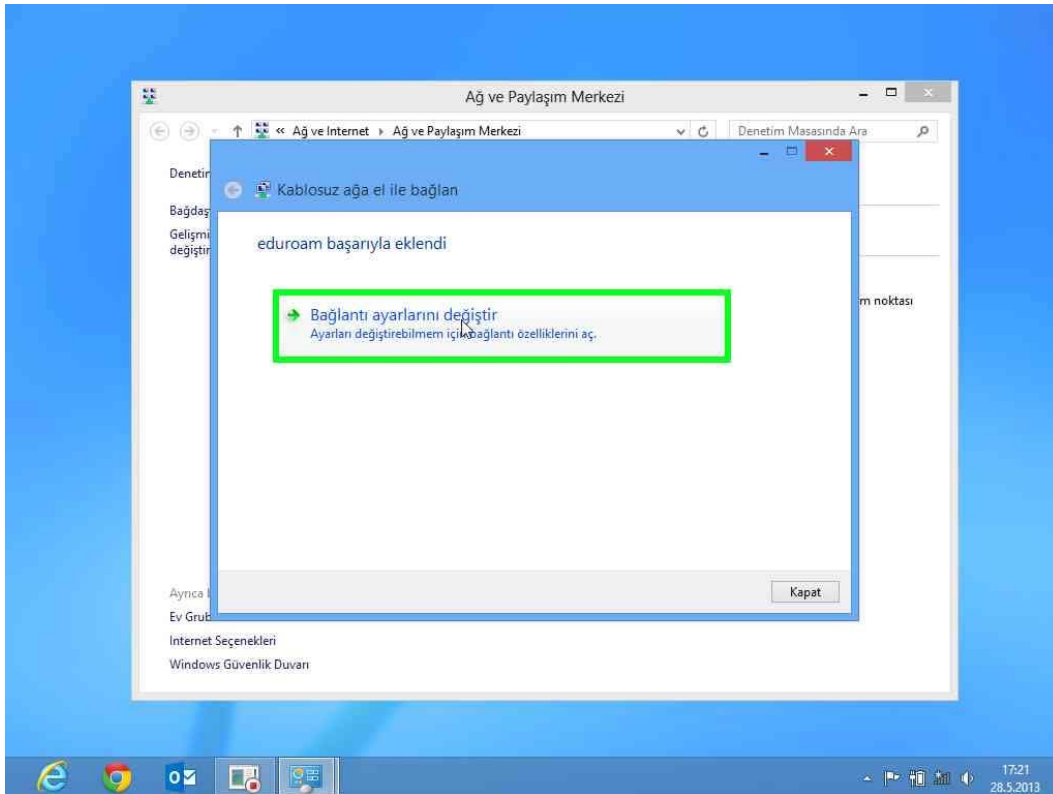 Ağ ve Paylaşım Merkezi
« Ağ ve Internet Ağ ve Paylaşım Merkezi Denetim Masasında Ara
Kablosuz ağa el ile bağlan
eduroam başarıyla eklendi
Bağlantı ayarlarını değiştir
Ayarları değiştirebilmem için bağlantı özelliklerini aç.
noktası
Kapat
Ayrıca
Ev
Internet Seçenekleri
Windows Güvenlik Duvarı
17:21
28.5.2013